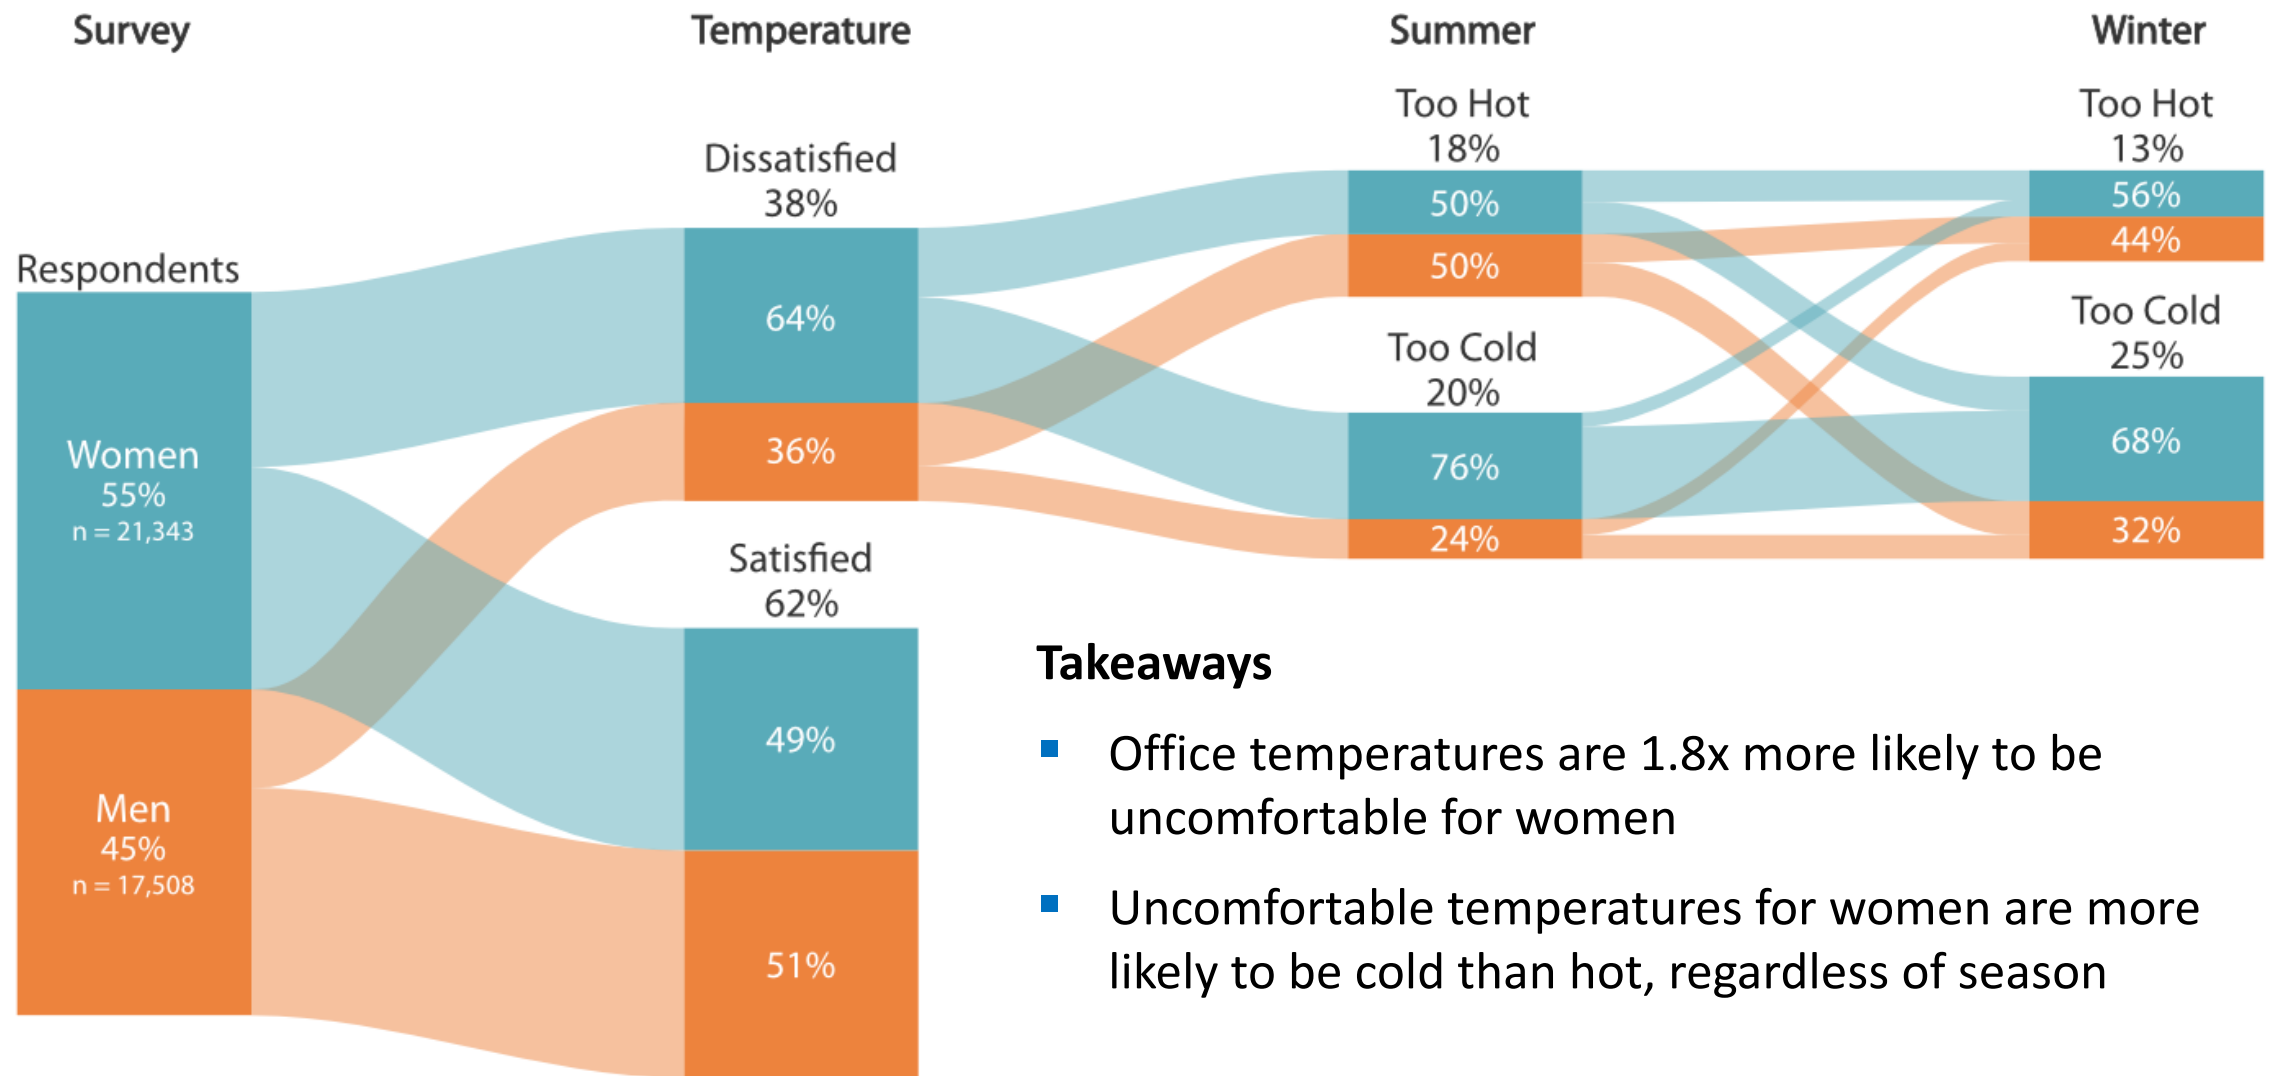 Survey
Temperature
Summer
Winter
Respondents
Women
55%
n = 21,343
Men
45%
n = 17,508
Dissatisfied
38%
64%
36%
Satisfied
62%
49%
51%
Too Hot
18%
50%
50%
Too Cold
20%
76%
24%
Too Hot
13%
56%
44%
Too Cold
25%
68%
32%
Takeaways
Office temperatures are 1.8x more likely to be
uncomfortable for women
Uncomfortable temperatures for women are more
likely to be cold than hot, regardless of season